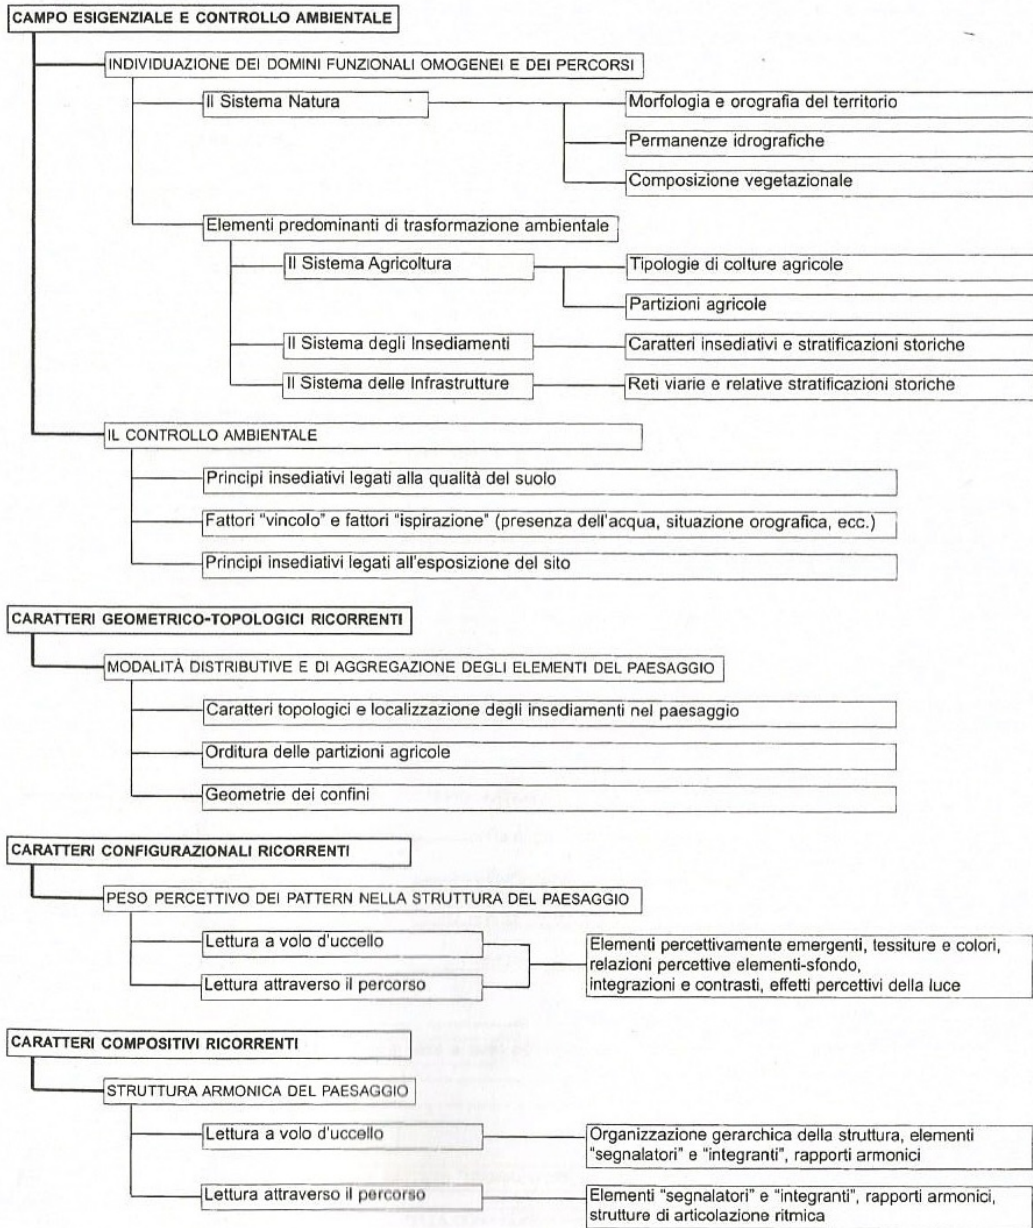 CAMPO ESIGENZIALE E CONTROLLO AMBIENTALE
INDIVIDUAZIONE DEI DOMINI FUNZIONALI OMOGENEI E DEI PERCORSI
Il Sistema Natura
Morfologia e orografia del territorio
Permanenze idrografiche
Composizione vegetazionale
Elementi predominanti di trasformazione ambientale
Il Sistema Agricoltura
Tipologie di colture agricole
Partizioni agricole
Il Sistema degli Insediamenti
Caratteri insediativi e stratificazioni storiche
Il Sistema delle Infrastrutture
Reti viarie e relative stratificazioni storiche
IL CONTROLLO AMBIENTALE
Principi insediativi legati alla qualità del suolo
Fattori "vincolo" e fattori "ispirazione" (presenza dell'acqua, situazione orografica, ecc.)
Principi insediativi legati all'esposizione del sito
CARATTERI GEOMETRICO-TOPOLOGICI RICORRENTI
MODALITÀ DISTRIBUTIVE E DI AGGREGAZIONE DEGLI ELEMENTI DEL PAESAGGIO
Caratteri topologici e localizzazione degli insediamenti nel paesaggio
Orditura delle partizioni agricole
Geometrie dei confini
CARATTERI CONFIGURAZIONALI RICORRENTI
PESO PERCETTIVO DEI PATTERN NELLA STRUTTURA DEL PAESAGGIO
Lettura a volo d'uccello
Lettura attraverso il percorso
Elementi percettivamente emergenti, tessiture e colori,
relazioni percettive elementi-sfondo,
integrazioni e contrasti, effetti percettivi della luce
CARATTERI COMPOSITIVI RICORRENTI
STRUTTURA ARMONICA DEL PAESAGGIO
Lettura a volo d'uccello
Organizzazione gerarchica della struttura, elementi
"segnalatori" e "integranti", rapporti armonici
Lettura attraverso il percorso
Elementi "segnalatori" e "integranti", rapporti armonici,
strutture di articolazione ritmica